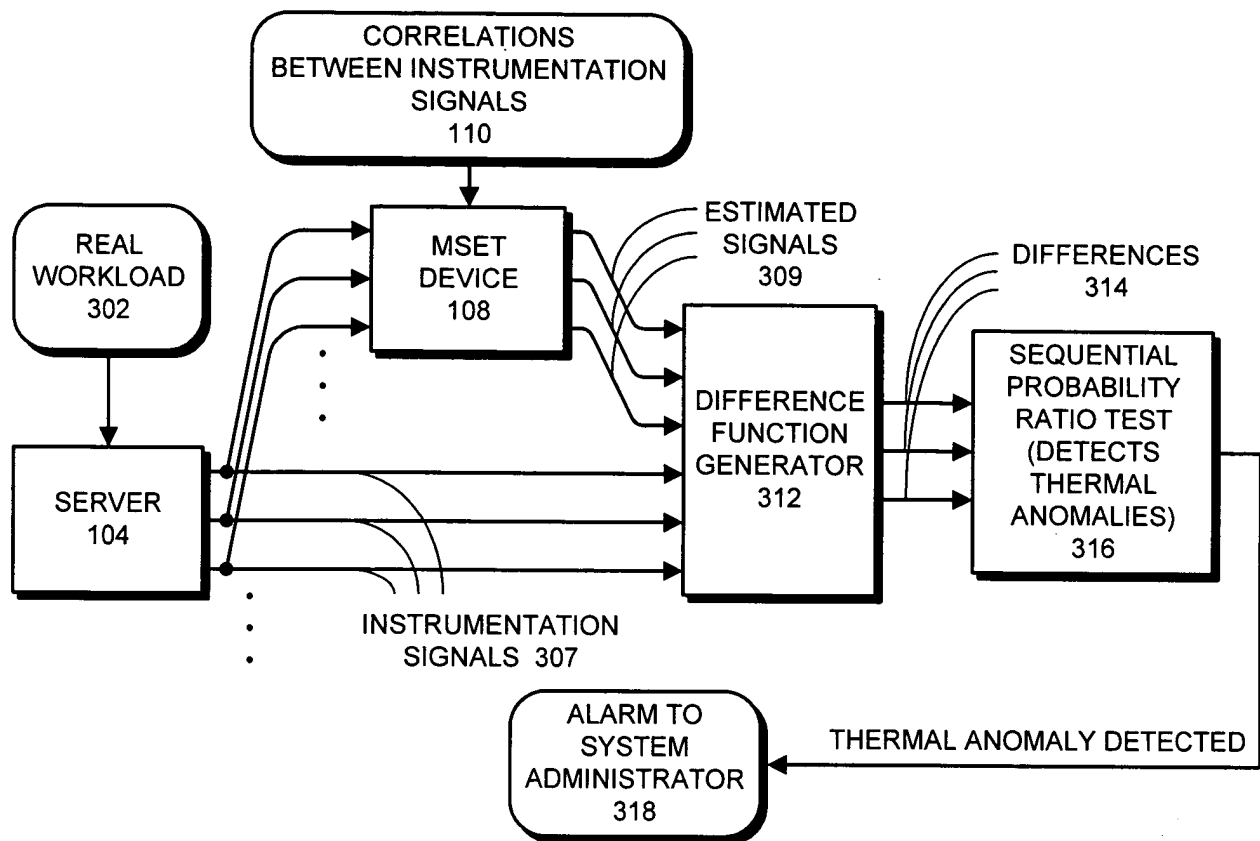 CORRELATIONS
BETWEEN INSTRUMENTATION
SIGNALS
110
REAL
WORKLOAD
302
MSET
DEVICE
108
ESTIMATED
SIGNALS
309
DIFFERENCES
314
SERVER
104
DIFFERENCE
FUNCTION
GENERATOR
312
SEQUENTIAL
PROBABILITY
RATIO TEST
(DETECTS
THERMAL
ANOMALIES)
316
INSTRUMENTATION
SIGNALS 307
ALARM TO
SYSTEM
ADMINISTRATOR
318
THERMAL ANOMALY DETECTED